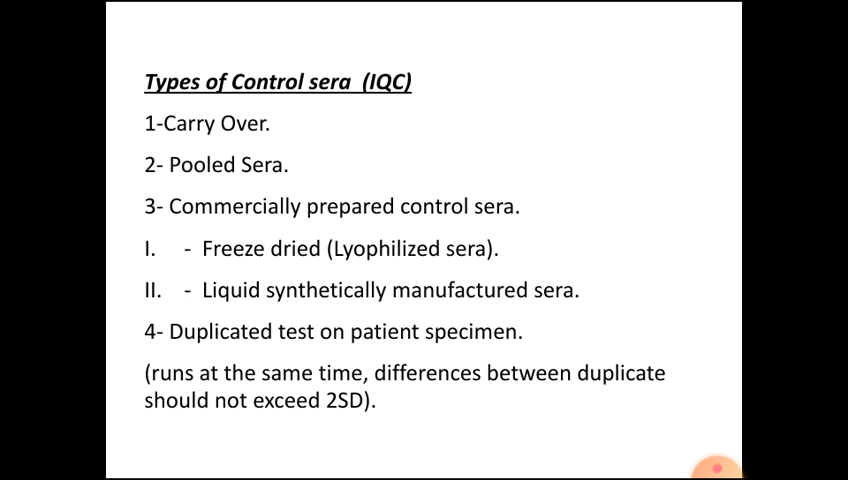 Types of Control sera  (IQC)
1-Carry Over.
2- Pooled Sera.
3- Commercially prepared control sera.
I.    -  Freeze dried (Lyophilized sera).
II.   -  Liquid synthetically manufactured sera.
4- Duplicated test on patient specimen.
(runs at the same time, differences between duplicate
should not exceed 2SD).